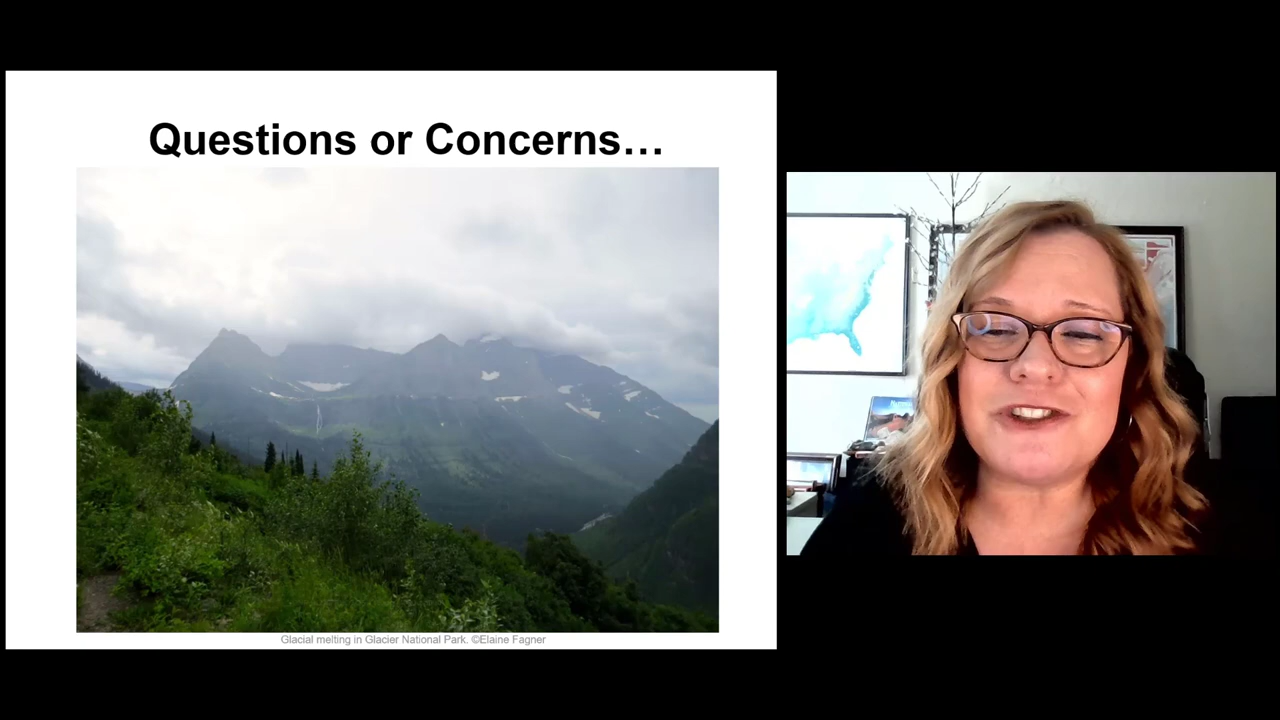 Questions or Concerns…
Glacial melting in Glacier National Park. ©Elaine Fagner